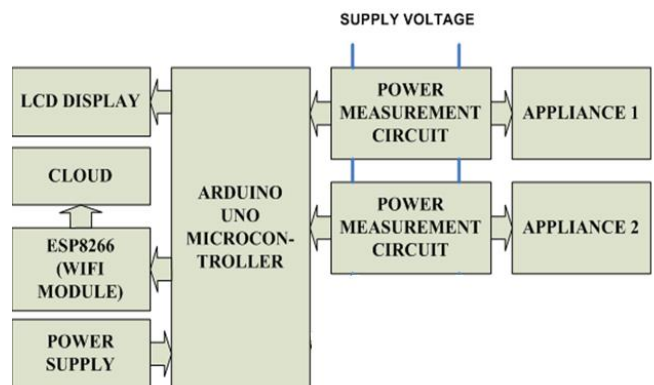 SUPPLY VOLTAGE
LCD DISPLAY
CLOUD
ESP8266
(WIFI
MODULE)
POWER
SUPPLY
ARDUINO
UNO
MICROCON-
TROLLER
POWER
MEASUREMENT
CIRCUIT
APPLIANCE 1
POWER
MEASUREMENT
CIRCUIT
APPLIANCE 2